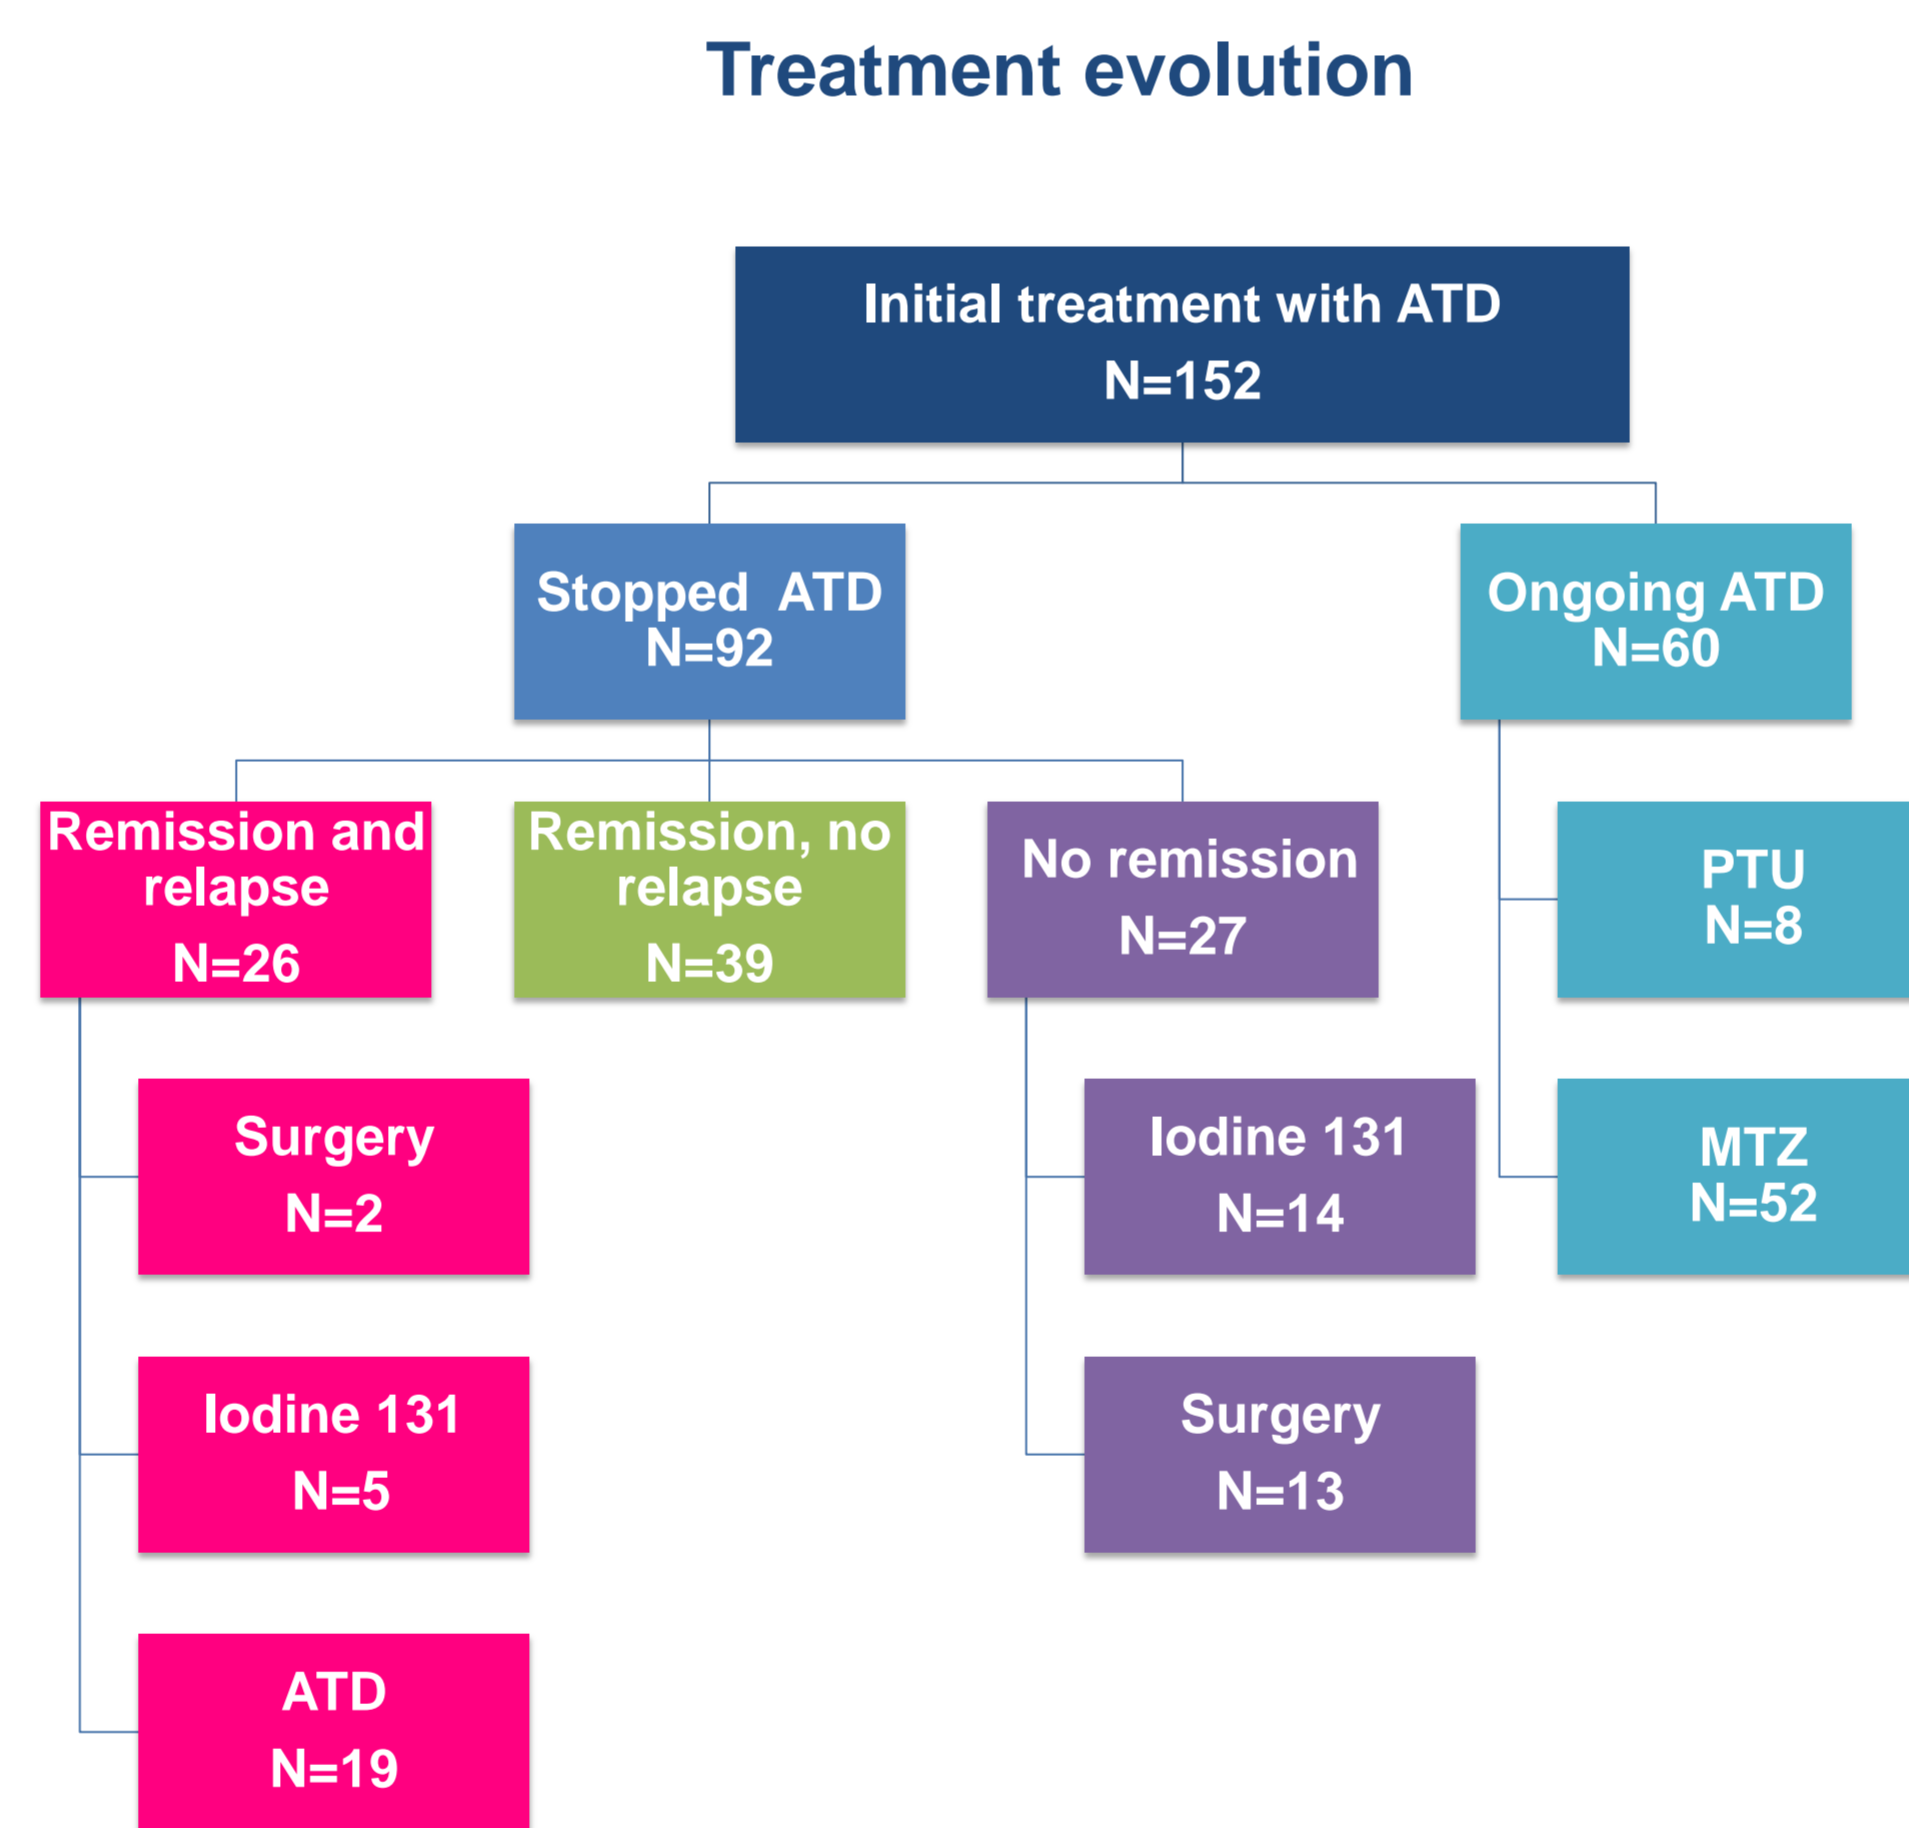 Treatment evolution
Initial treatment with ATD
N=152
Stopped ATD
N=92
Ongoing ATD
N=60
Remission and
relapse
N=26
Remission, no
relapse
N=39
No remission
N=27
PTU
N=8
Surgery
N=2
Iodine 131
N=14
MTZ
N=52
Iodine 131
N=5
Surgery
N=13
ATD
N=19